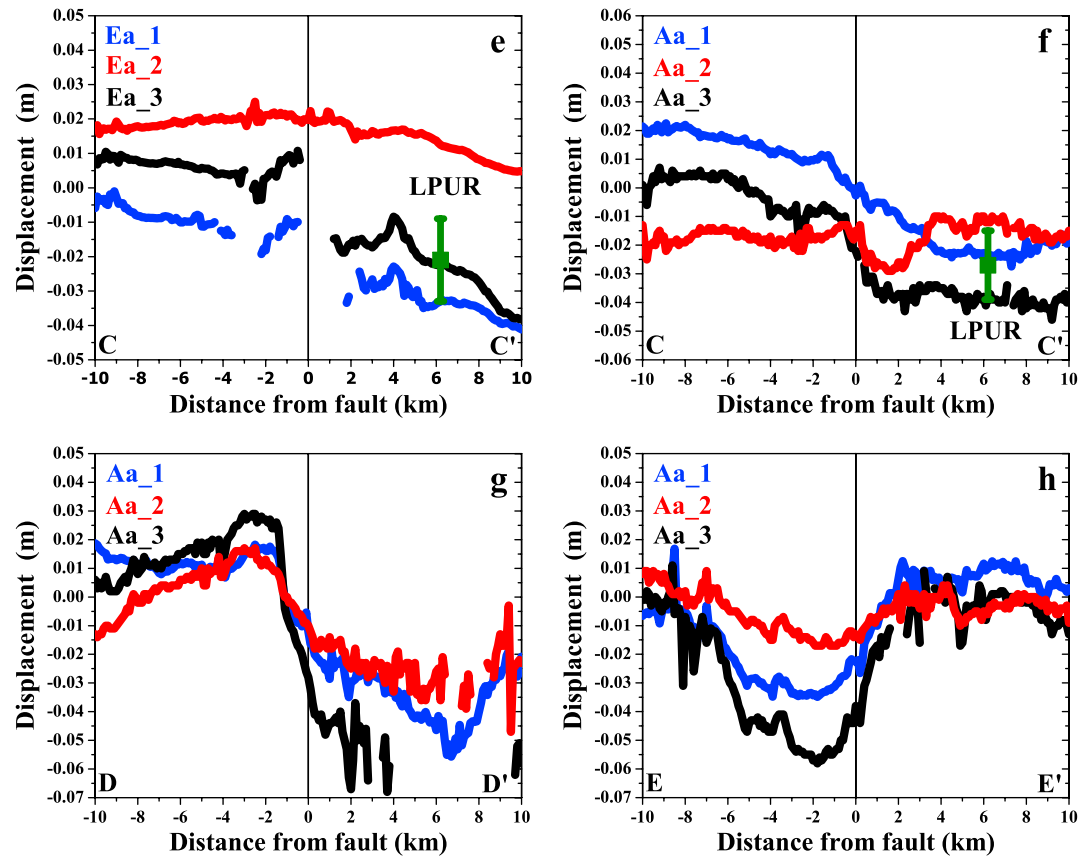 e
Ea_1
Ea_2
Ea_3
LPUR
C
C'
0.05
0.04
0.03
0.02
0.01
0.00
-0.01
-0.02
-0.03
-0.04
-0.05
Displacement (m)
-10 -8 -6 -4 -2 0 2 4 6 8 10
Distance from fault (km)
f
Aa_1
Aa_2
Aa_3
LPUR
C
C'
0.06
0.05
0.04
0.03
0.02
0.01
0.00
-0.01
-0.02
-0.03
-0.04
-0.05
-0.06
Displacement (m)
-10 -8 -6 -4 -2 0 2 4 6 8 10
Distance from fault (km)
g
Aa_1
Aa_2
Aa_3
D
D'
0.05
0.04
0.03
0.02
0.01
0.00
-0.01
-0.02
-0.03
-0.04
-0.05
-0.06
-0.07
Displacement (m)
-10 -8 -6 -4 -2 0 2 4 6 8 10
Distance from fault (km)
h
Aa_1
Aa_2
Aa_3
E
E'
0.05
0.04
0.03
0.02
0.01
0.00
-0.01
-0.02
-0.03
-0.04
-0.05
-0.06
-0.07
Displacement (m)
-10 -8 -6 -4 -2 0 2 4 6 8 10
Distance from fault (km)